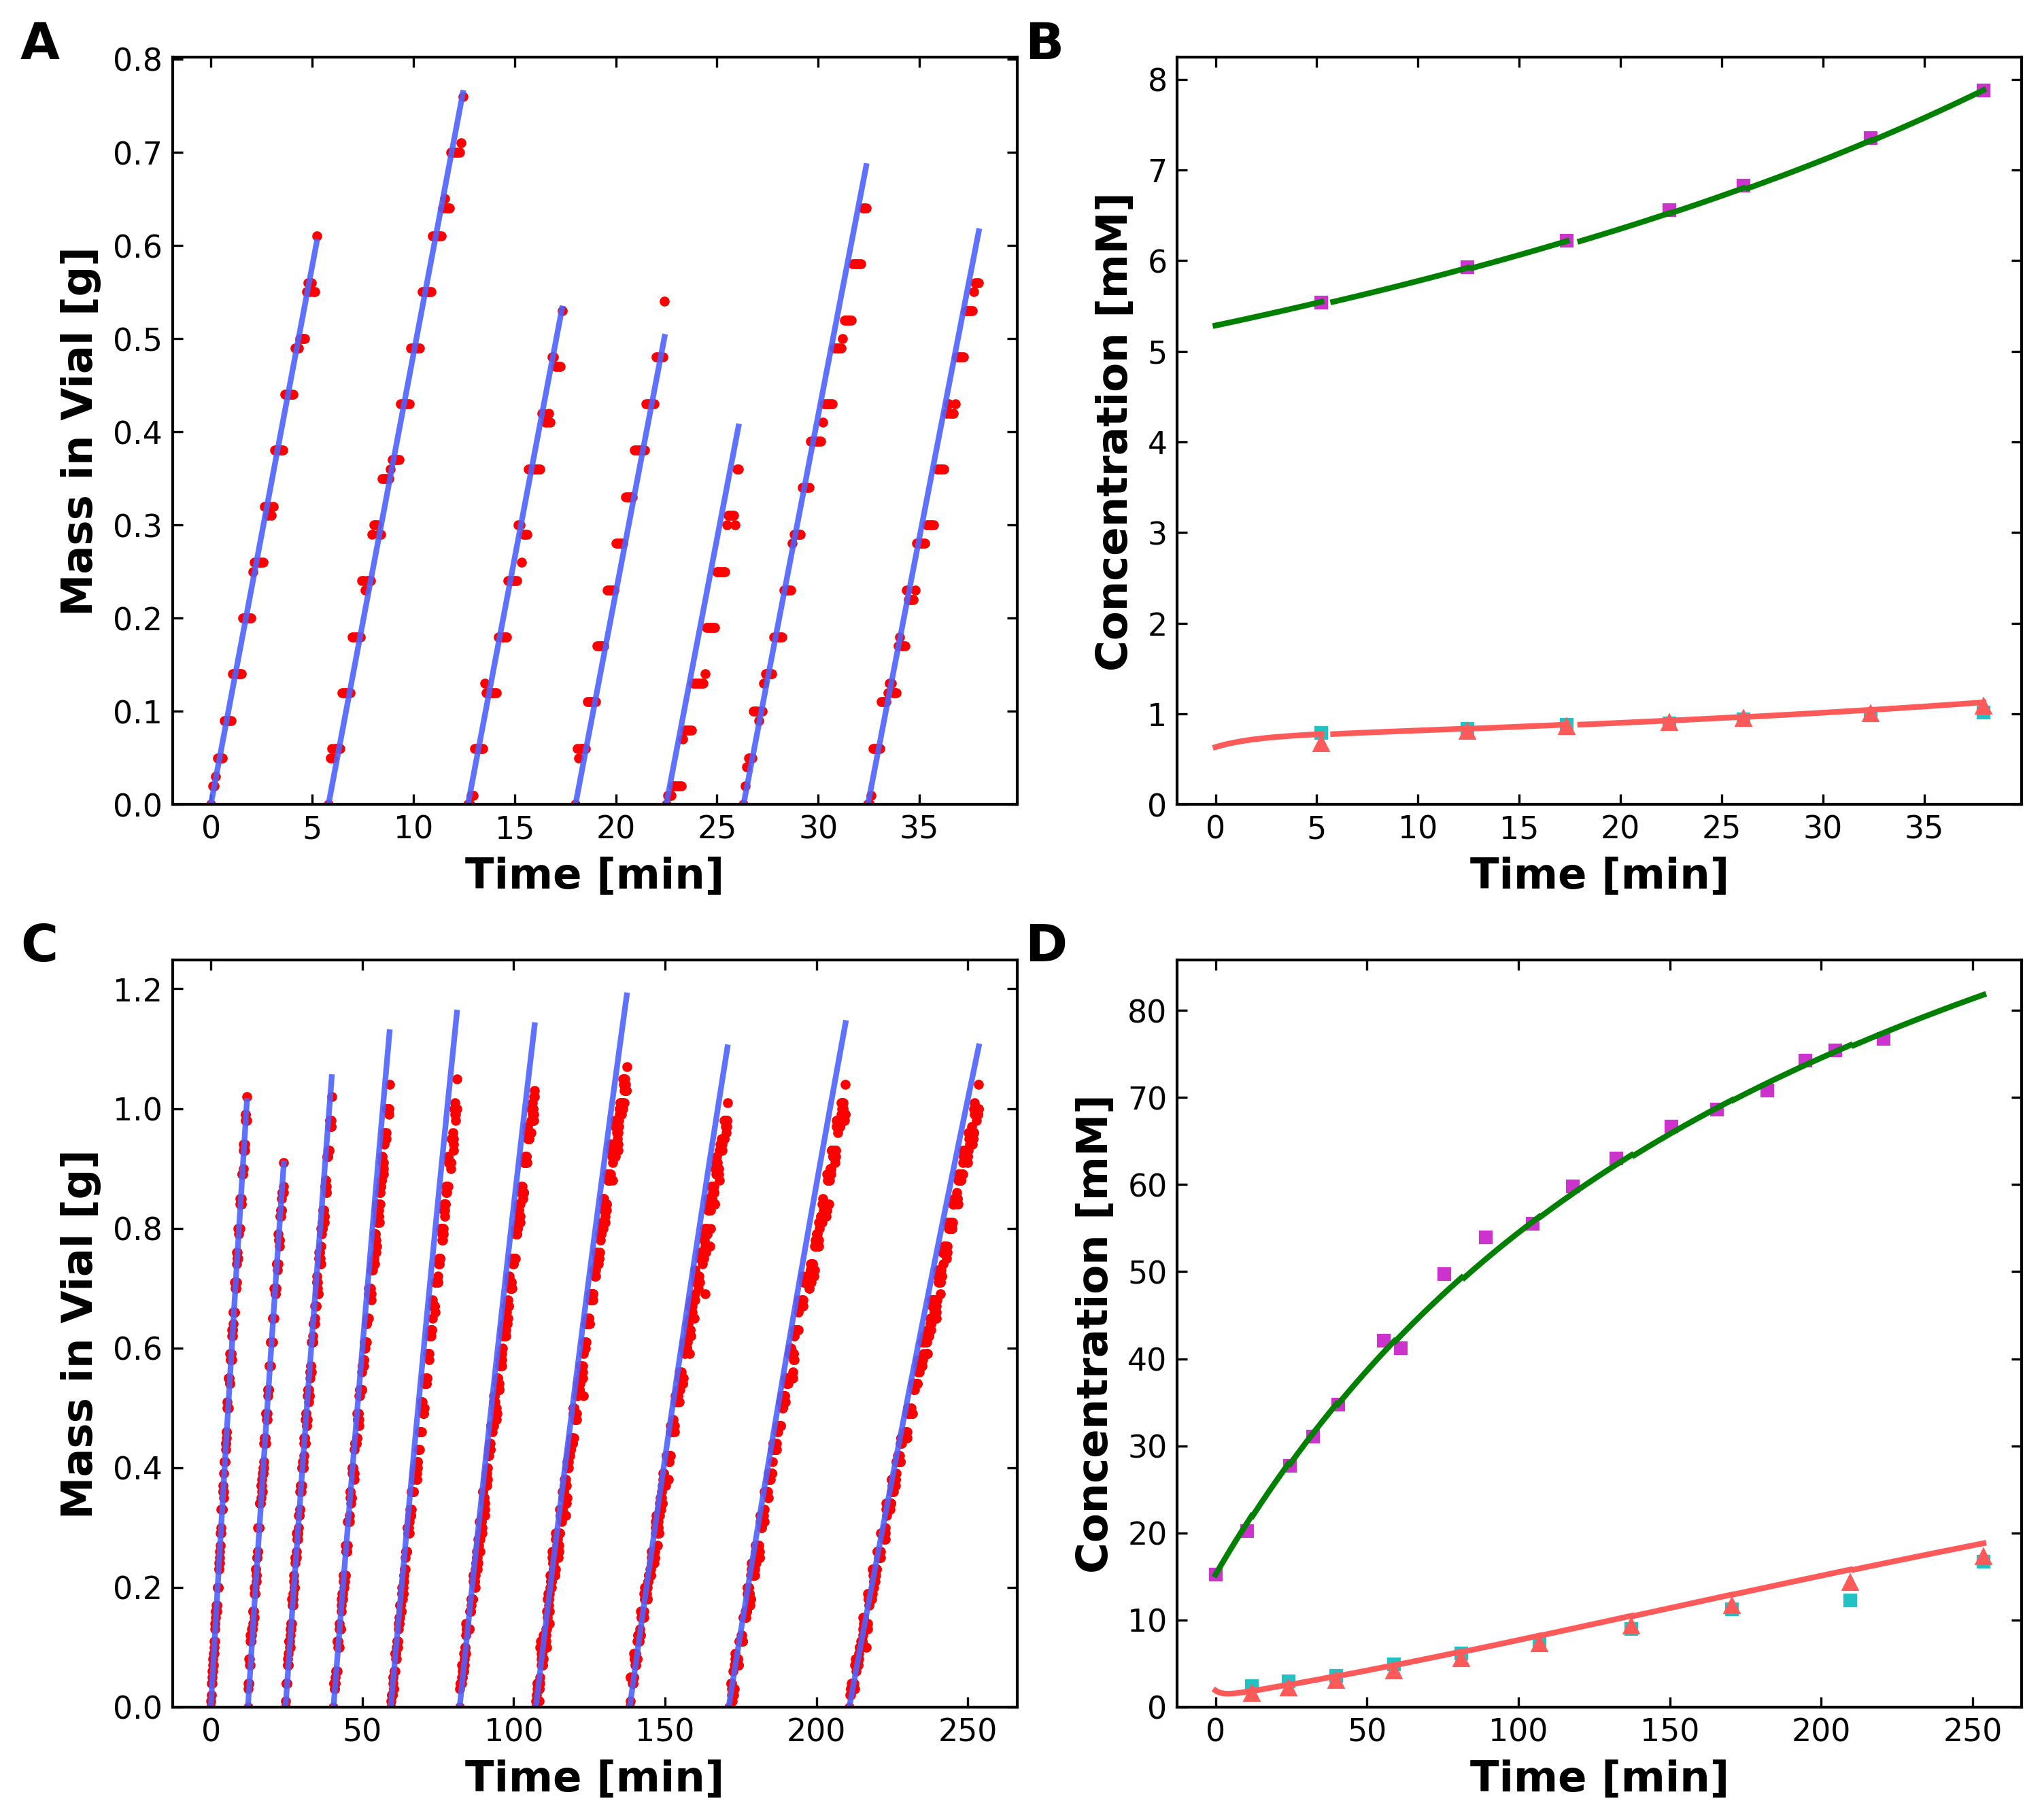 A
Mass in Vial [g]
0.8
0.7
0.6
0.5
0.4
0.3
0.2
0.1
0.0
0 5 10 15 20 25 30 35
Time [min]
B
Concentration [mM]
8
7
6
5
4
3
2
1
0
0 5 10 15 20 25 30 35
Time [min]
C
Mass in Vial [g]
1.2
1.0
0.8
0.6
0.4
0.2
0.0
0 50 100 150 200 250
Time [min]
D
Concentration [mM]
80
70
60
50
40
30
20
10
0
0 50 100 150 200 250
Time [min]